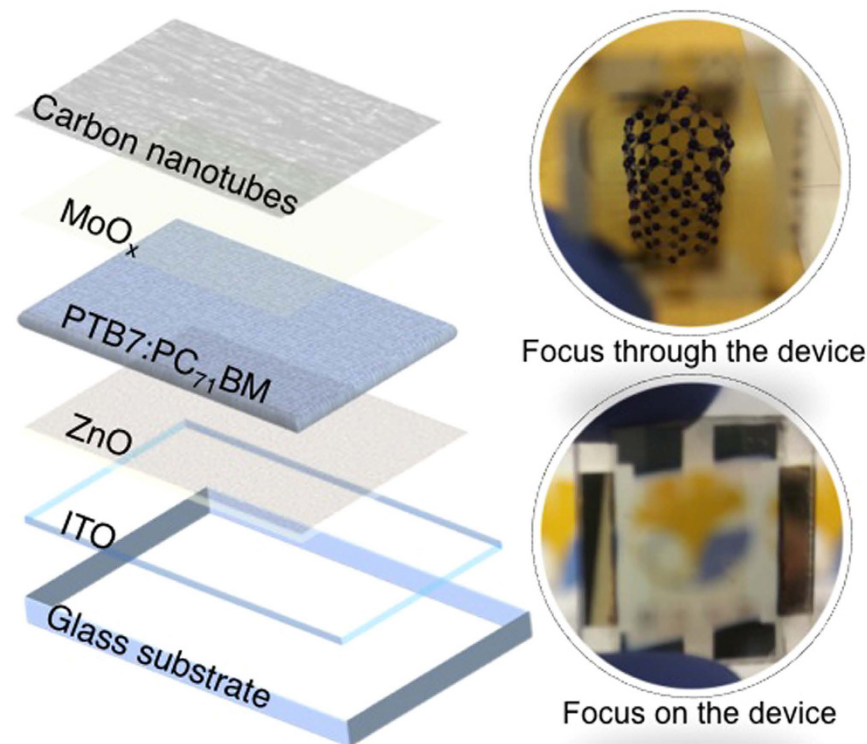 Carbon nanotubes
MoOₓ
PTB7:PC₇₁BM
ZnO
ITO
Glass substrate
Focus through the device
Focus on the device